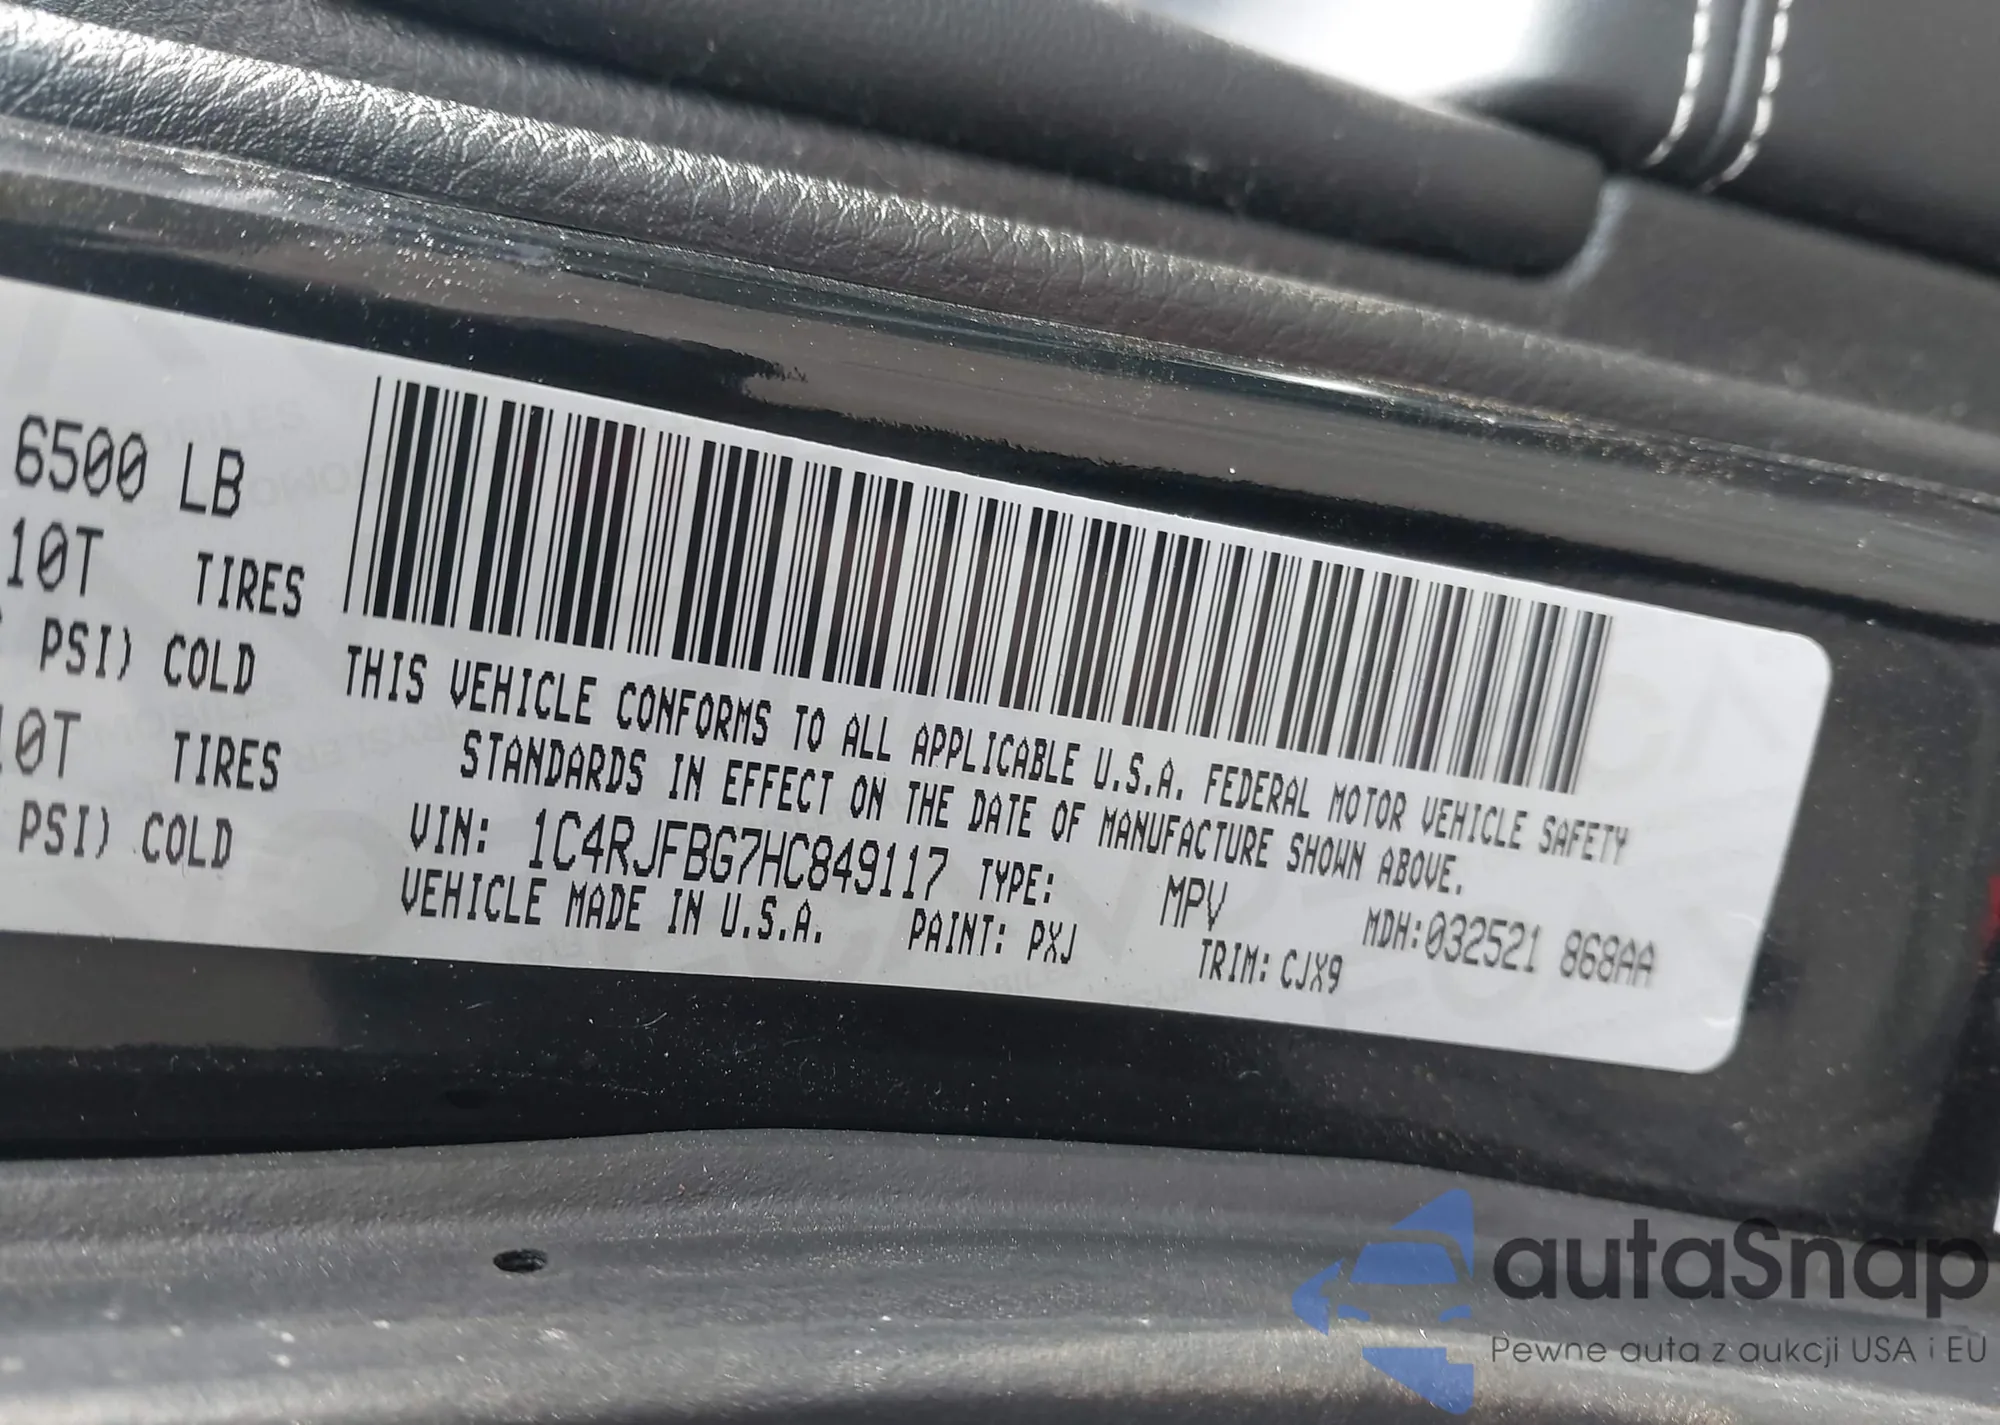 6500 LB
10T TIRES
PSI) COLD
0T TIRES
PSI) COLD
THIS VEHICLE CONFORMS TO ALL APPLICABLE U.S.A. FEDERAL MOTOR VEHICLE SAFETY
STANDARDS IN EFFECT ON THE DATE OF MANUFACTURE SHOWN ABOVE.
VIN: 1C4RJFBG7HC849117 TYPE: MPV MDH:032521 868AA
VEHICLE MADE IN U.S.A. PAINT: PXJ TRIM: CJX9
autaSnap
Pewne auta z aukcji USA i EU